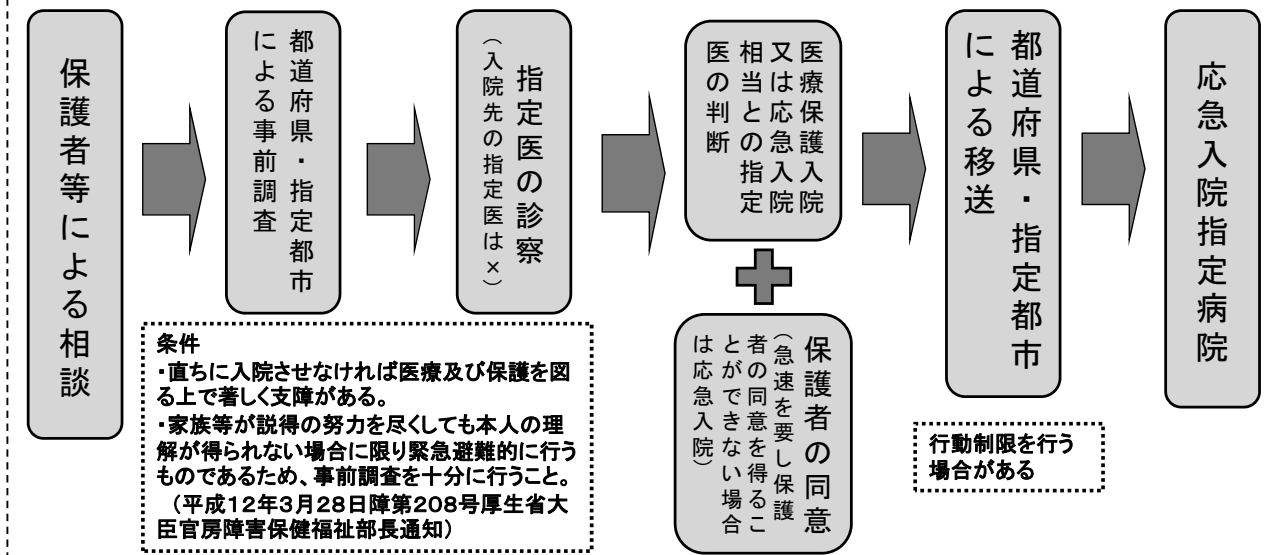 保護者等による相談
都道府県・指定都市
による事前調査
指定医の診察
（入院先の指定医は×）
医療保護入院
又は応急入院
相当との指定
医の判断
保護者の同意
（急速を要し保護
者の同意を得るこ
とができない場合
は応急入院）
都道府県・指定都市
による移送
応急入院指定病院
条件
・直ちに入院させなければ医療及び保護を図
る上で著しく支障がある。
・家族等が説得の努力を尽くしても本人の理
解が得られない場合に限り緊急避難的に行う
ものであるため、事前調査を十分に行うこと。
（平成12年3月28日障第208号厚生省大
臣官房障害保健福祉部長通知）
行動制限を行う
場合がある